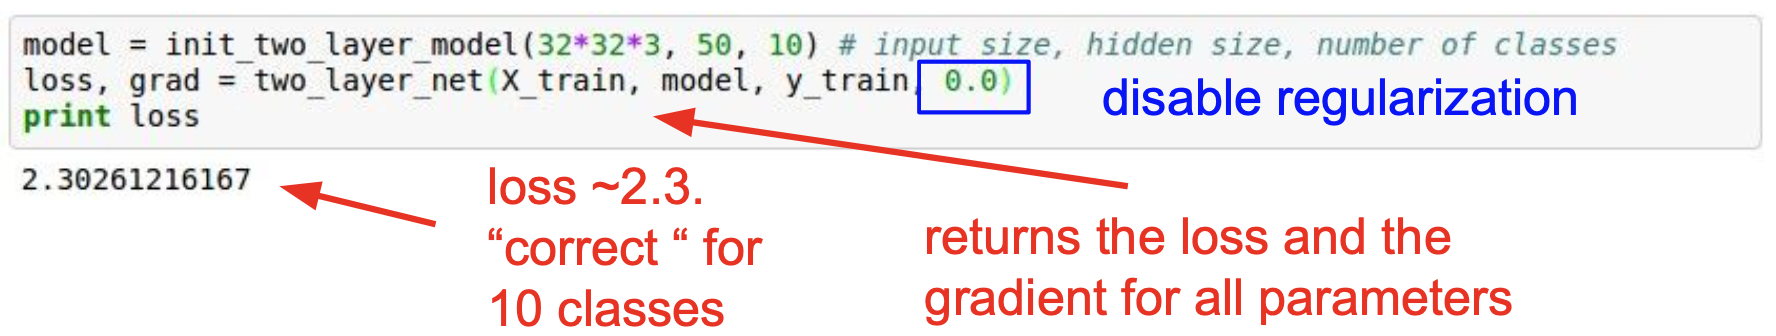 model = init_two_layer_model(32*32*3, 50, 10) # input size, hidden size, number of classes
loss, grad = two_layer_net(X_train, model, y_train, 0.0)
disable regularization
print loss
2.30261216167
loss ~2.3.
“correct “ for
10 classes
returns the loss and the
gradient for all parameters